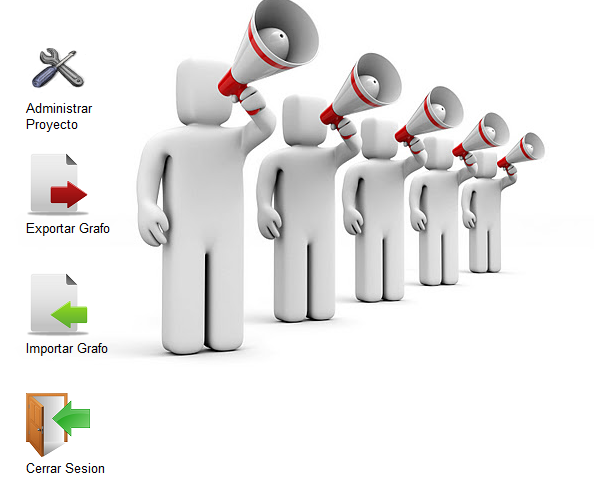 Administrar
Proyecto
Exportar Grafo
Importar Grafo
Cerrar Sesion